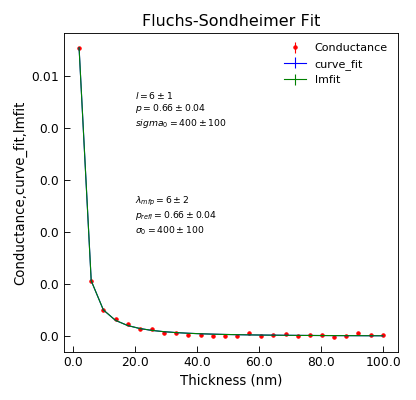 Fluchs-Sondheimer Fit
Conductance
curve_fit
lmfit
0.01
0.0
0.0
0.0
0.0
0.0
l = 6 ± 1
p = 0.66 ± 0.04
sigma₀ = 400 ± 100
λ_mfp = 6 ± 2
p_refl = 0.66 ± 0.04
σ₀ = 400 ± 100
Conductance,curve_fit,lmfit
0.0 20.0 40.0 60.0 80.0 100.0
Thickness (nm)